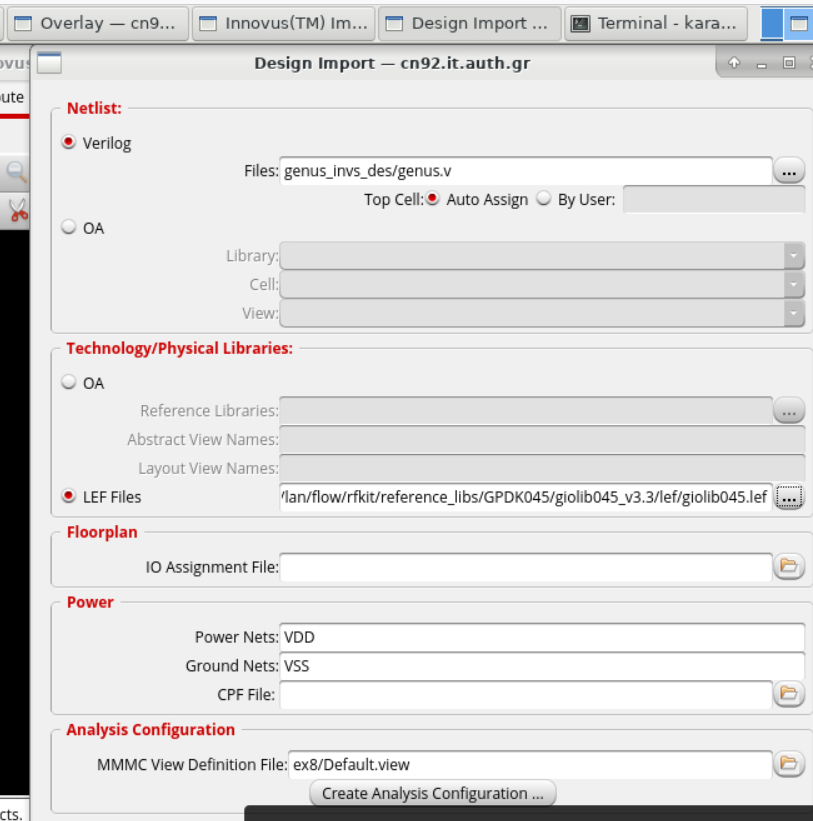 Overlay — cn9... Innovus(TM) Im... Design Import ... Terminal - kara...
Design Import — cn92.it.auth.gr
Netlist:
Verilog
Files: genus_invs_des/genus.v ...
Top Cell: Auto Assign By User:
OA
Library:
Cell:
View:
Technology/Physical Libraries:
OA
Reference Libraries: ...
Abstract View Names:
Layout View Names:
LEF Files /lan/flow/rfkit/reference_libs/GPDK045/giolib045_v3.3/lef/giolib045.lef ...
Floorplan
IO Assignment File:
Power
Power Nets: VDD
Ground Nets: VSS
CPF File:
Analysis Configuration
MMMC View Definition File: ex8/Default.view
Create Analysis Configuration ...
cts.